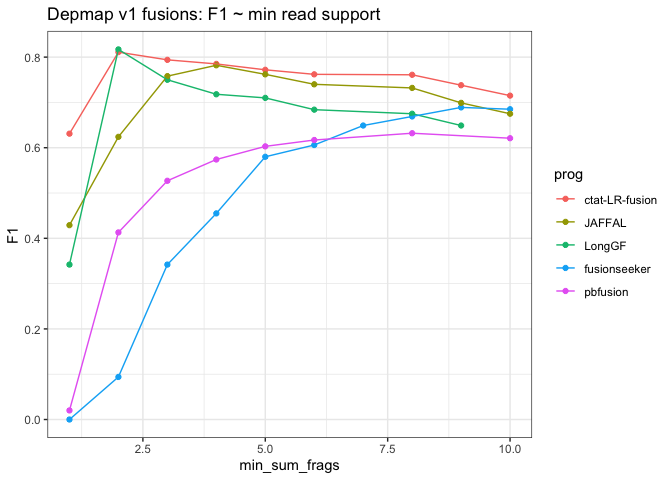 Depmap v1 fusions: F1 ~ min read support
0.8
0.6
0.4
0.2
0.0
F1
2.5
5.0
7.5
10.0
min_sum_frags
prog
ctat-LR-fusion
JAFFAL
LongGF
fusionseeker
pbfusion